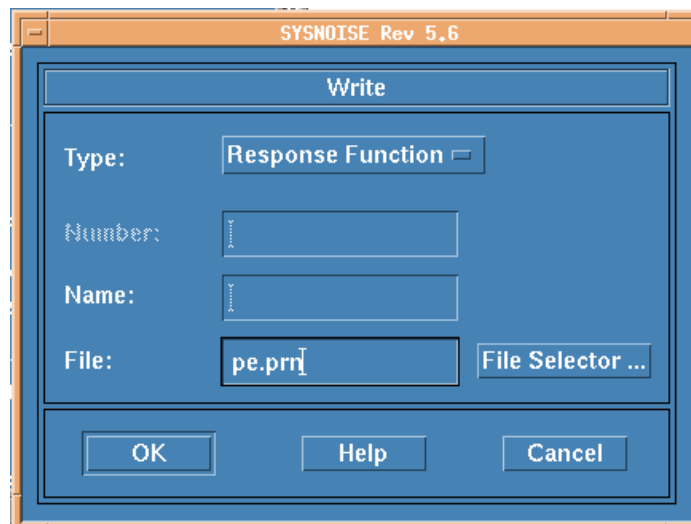 SYSNOISE Rev 5.6
Write
Type: Response Function
Number:
Name:
File: pe.prn File Selector ...
OK Help Cancel